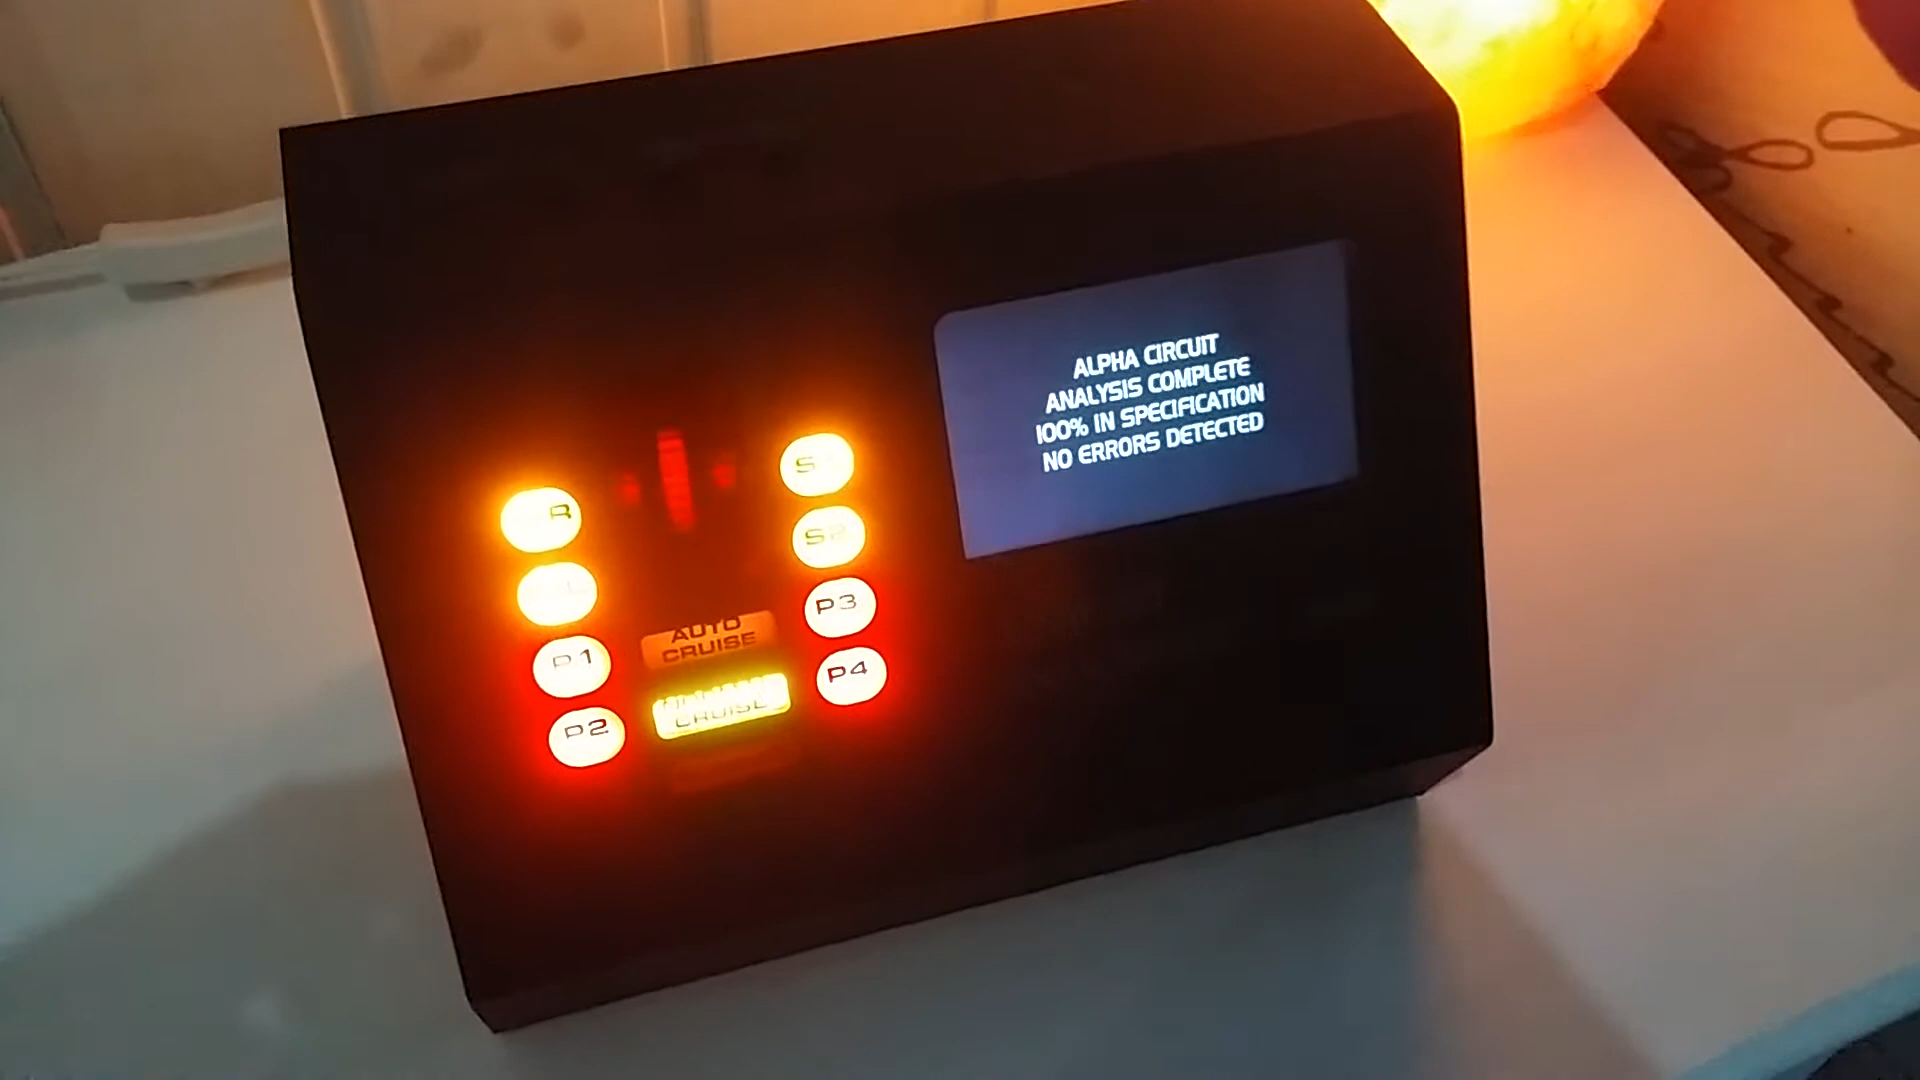 ALPHA CIRCUIT
ANALYSIS COMPLETE
100% IN SPECIFICATION
NO ERRORS DETECTED
S2
P1
P2
P3
P4
AUTO
CRUISE
CRUISE